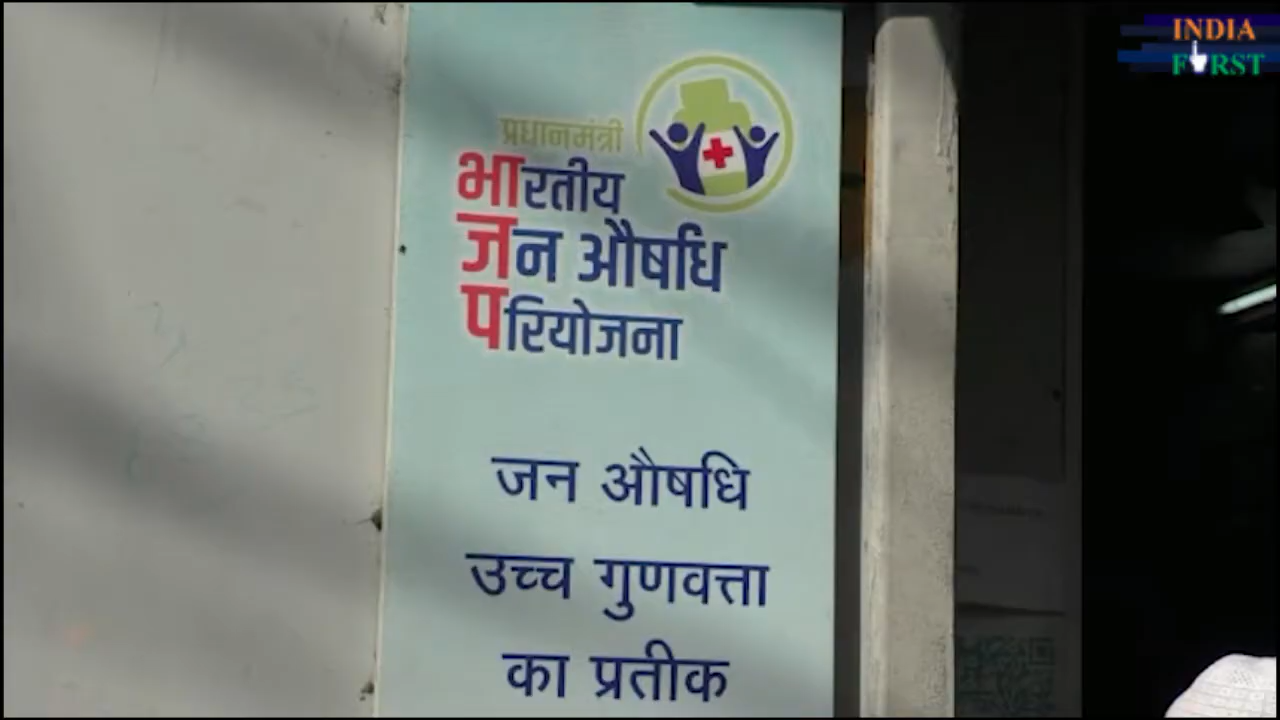 INDIA
FIRST
प्रधानमंत्री
भारतीय
जन औषधि
परियोजना
जन औषधि
उच्च गुणवत्ता
का प्रतीक